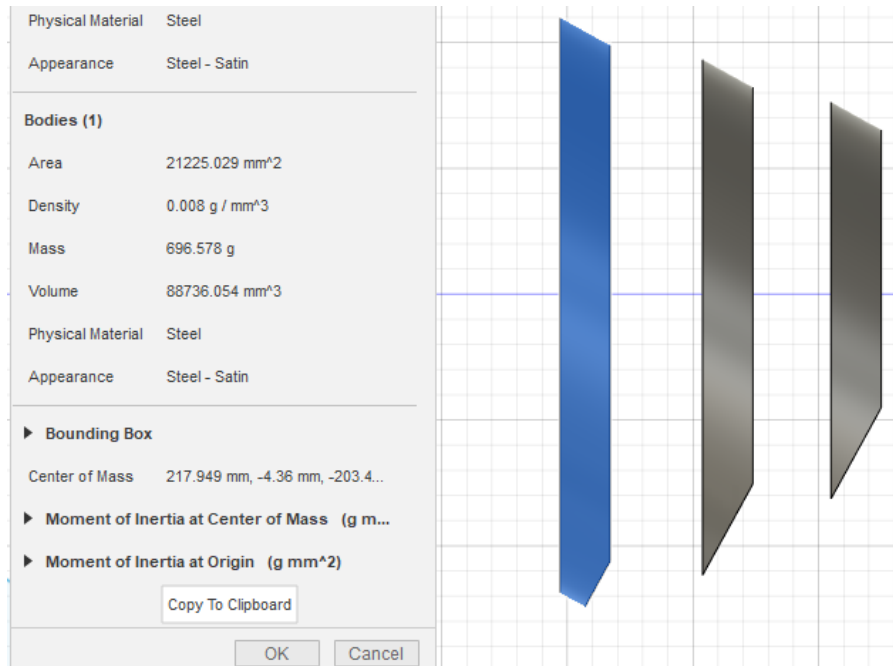 Physical Material Steel
Appearance Steel - Satin
Bodies (1)
Area 21225.029 mm^2
Density 0.008 g / mm^3
Mass 696.578 g
Volume 88736.054 mm^3
Physical Material Steel
Appearance Steel - Satin
Bounding Box
Center of Mass 217.949 mm, -4.36 mm, -203.4...
Moment of Inertia at Center of Mass (g m...
Moment of Inertia at Origin (g mm^2)
Copy To Clipboard
OK Cancel